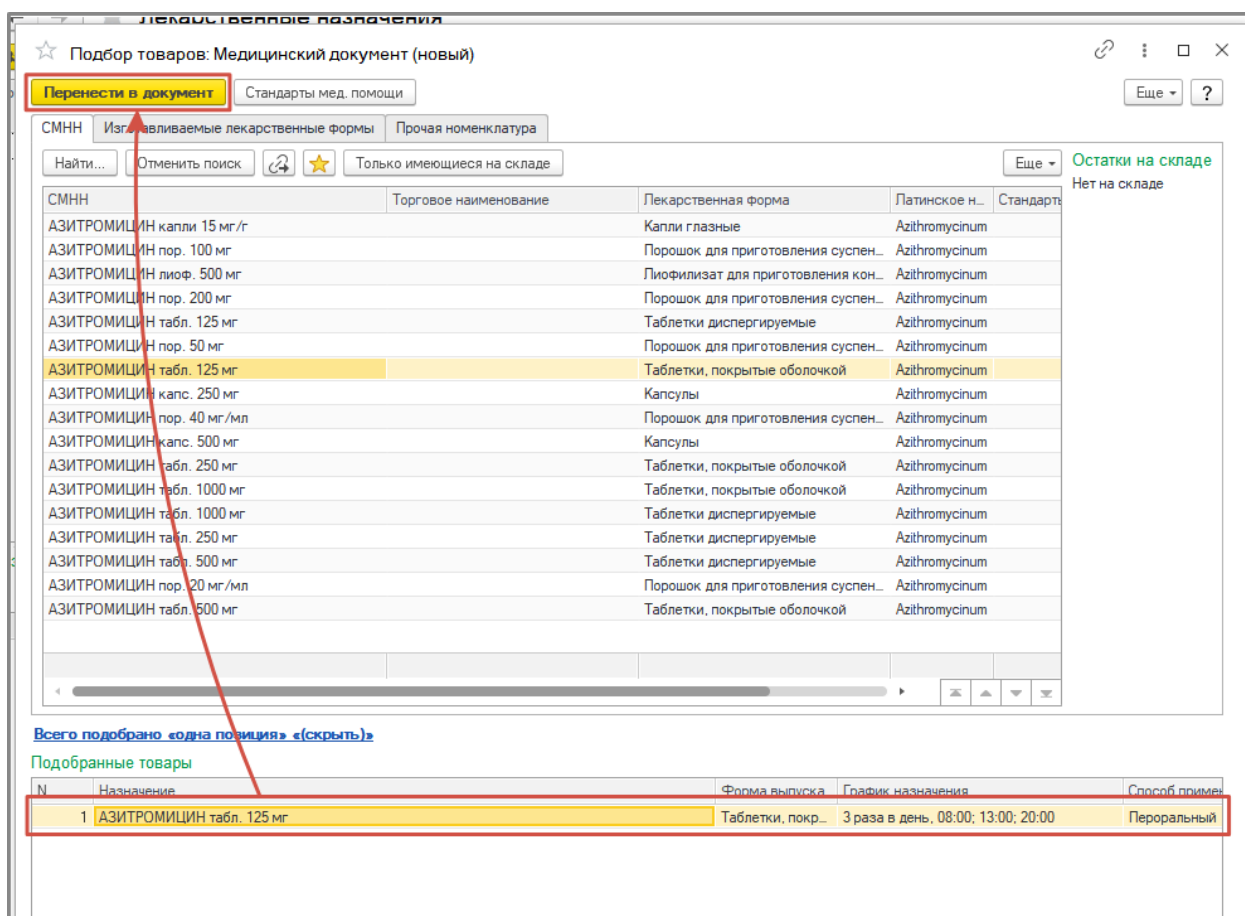 Лекарственные назначения
Подбор товаров: Медицинский документ (новый)
Перенести в документ Стандарты мед. помощи Еще ?
СМНН Изготавливаемые лекарственные формы Прочая номенклатура
Найти... Отменить поиск Только имеющиеся на складе Еще Остатки на складе
Нет на складе
СМНН Торговое наименование Лекарственная форма Латинское н... Стандарты
АЗИТРОМИЦИН капли 15 мг/г Капли глазные Azithromycinum
АЗИТРОМИЦИН пор. 100 мг Порошок для приготовления суспен... Azithromycinum
АЗИТРОМИЦИН лиоф. 500 мг Лиофилизат для приготовления кон... Azithromycinum
АЗИТРОМИЦИН пор. 200 мг Порошок для приготовления суспен... Azithromycinum
АЗИТРОМИЦИН табл. 125 мг Таблетки диспергируемые Azithromycinum
АЗИТРОМИЦИН пор. 50 мг Порошок для приготовления суспен... Azithromycinum
АЗИТРОМИЦИН табл. 125 мг Таблетки, покрытые оболочкой Azithromycinum
АЗИТРОМИЦИН капс. 250 мг Капсулы Azithromycinum
АЗИТРОМИЦИН пор. 40 мг/мл Порошок для приготовления суспен... Azithromycinum
АЗИТРОМИЦИН капс. 500 мг Капсулы Azithromycinum
АЗИТРОМИЦИН табл. 250 мг Таблетки, покрытые оболочкой Azithromycinum
АЗИТРОМИЦИН табл. 1000 мг Таблетки, покрытые оболочкой Azithromycinum
АЗИТРОМИЦИН табл. 1000 мг Таблетки диспергируемые Azithromycinum
АЗИТРОМИЦИН табл. 250 мг Таблетки диспергируемые Azithromycinum
АЗИТРОМИЦИН табл. 500 мг Таблетки диспергируемые Azithromycinum
АЗИТРОМИЦИН пор. 20 мг/мл Порошок для приготовления суспен... Azithromycinum
АЗИТРОМИЦИН табл. 500 мг Таблетки, покрытые оболочкой Azithromycinum
Всего подобрано «одна позиция» «(скрыть)»
Подобранные товары
N Назначение Форма выпуска График назначения Способ примен
1 АЗИТРОМИЦИН табл. 125 мг Таблетки, покр... 3 раза в день, 08:00; 13:00; 20:00 Пероральный